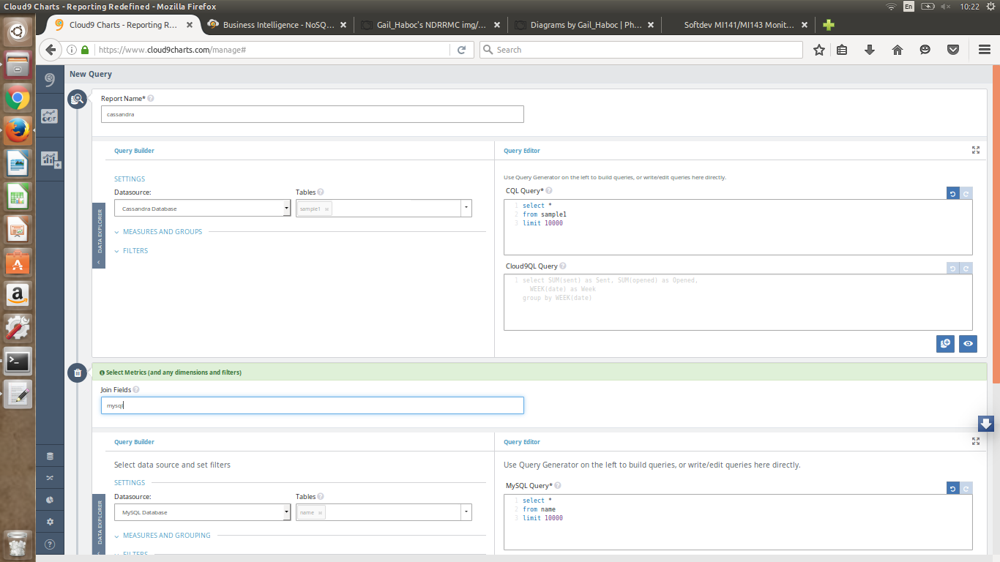 Cloud9 Charts - Reporting Redefined - Mozilla Firefox
En
10:22
Cloud9 Charts - Reporting R...
Business Intelligence - NoSQ...
Gail_Haboc's NDRRMC img/...
Diagrams by Gail_Haboc | Ph...
Softdev MI141/MI143 Monit...
https://www.cloud9charts.com/manage#
Search
New Query
Report Name*
cassandra
Query Builder
Query Editor
SETTINGS
Use Query Generator on the left to build queries, or write/edit queries here directly.
Datasource:
Tables
CQL Query*
Cassandra Database
sample1
1 select *
2 from sample1
3 limit 10000
DATA EXPLORER
MEASURES AND GROUPS
FILTERS
Cloud9QL Query
1 select SUM(sent) as Sent, SUM(opened) as Opened,
WEEK(date) as Week
group by WEEK(date)
Select Metrics (and any dimensions and filters)
Join Fields
mysql
Query Builder
Query Editor
Select data source and set filters
Use Query Generator on the left to build queries, or write/edit queries here directly.
SETTINGS
Datasource:
Tables
MySQL Query*
MySQL Database
name
1 select *
2 from name
3 limit 10000
DATA EXPLORER
MEASURES AND GROUPING
FILTERS